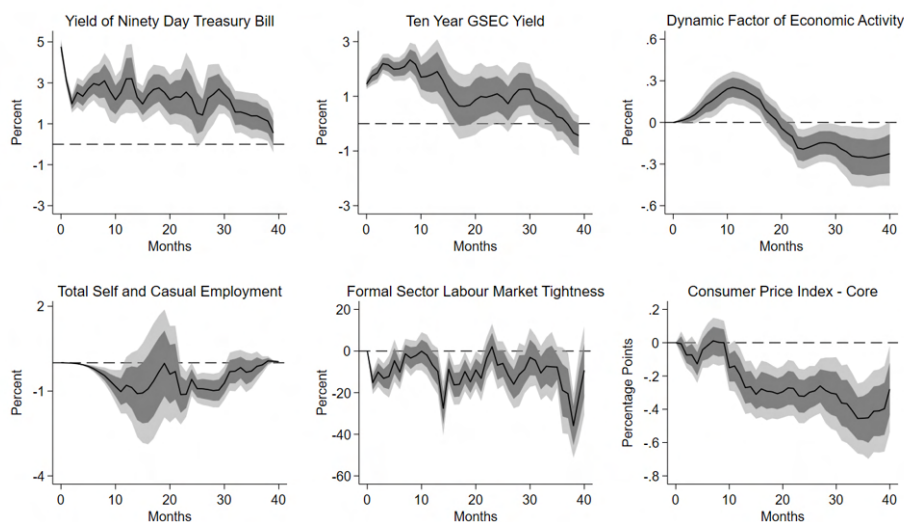 Yield of Ninety Day Treasury Bill
Percent
5
3
1
-1
-3
0 10 20 30 40
Months
Ten Year GSEC Yield
Percent
3
1
-1
-3
0 10 20 30 40
Months
Dynamic Factor of Economic Activity
Percent
.6
.3
0
-.3
-.6
0 10 20 30 40
Months
Total Self and Casual Employment
Percent
2
-1
-4
0 10 20 30 40
Months
Formal Sector Labour Market Tightness
Percent
20
0
-20
-40
-60
0 10 20 30 40
Months
Consumer Price Index - Core
Percentage Points
.2
0
-.2
-.4
-.6
-.8
0 10 20 30 40
Months